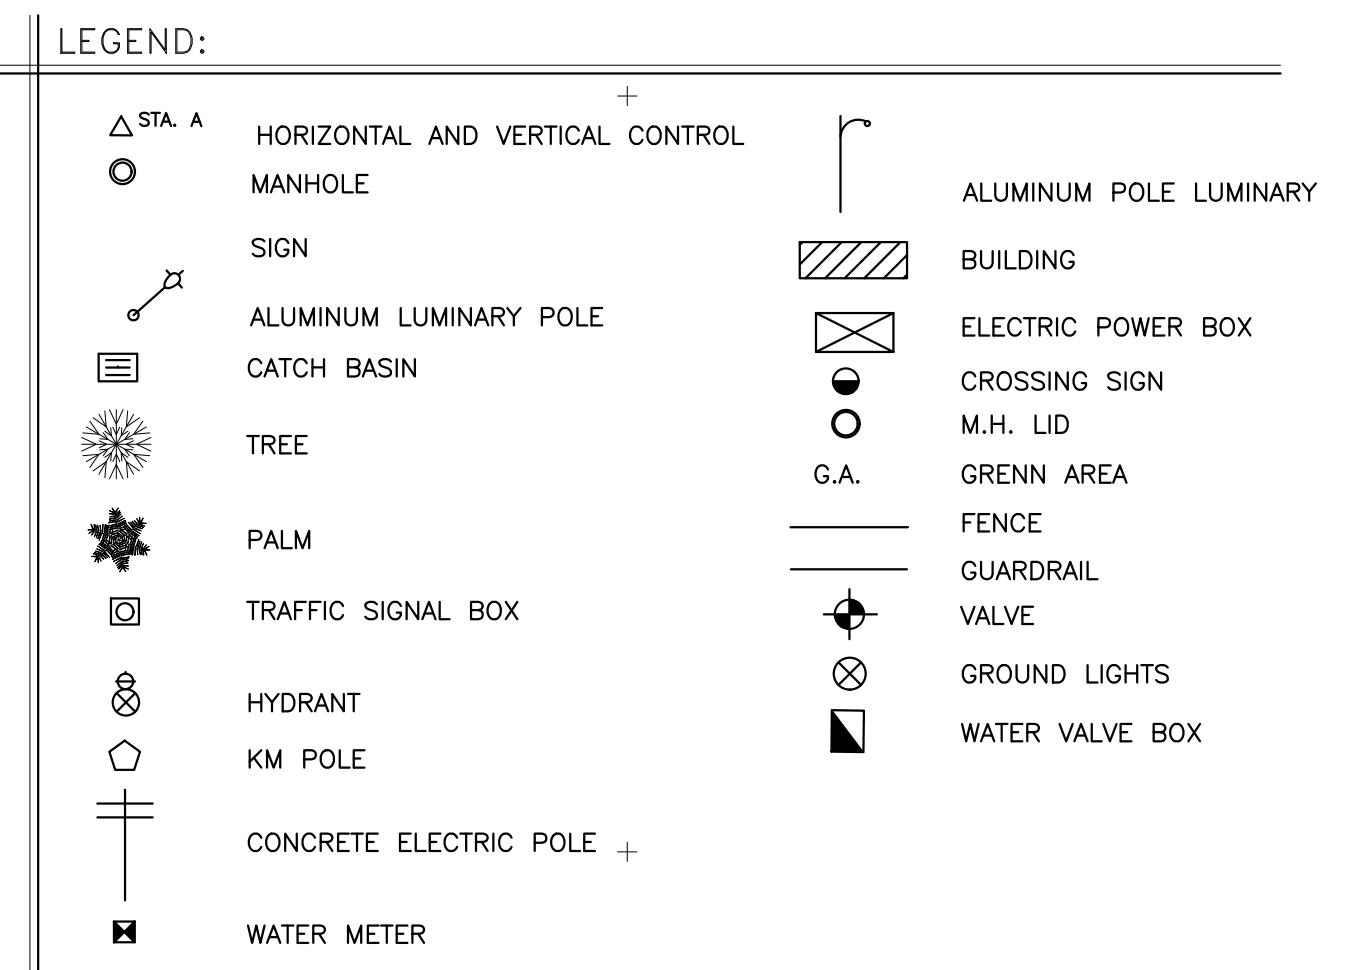 LEGEND:
STA. A
HORIZONTAL AND VERTICAL CONTROL
MANHOLE
SIGN
ALUMINUM LUMINARY POLE
CATCH BASIN
TREE
PALM
TRAFFIC SIGNAL BOX
HYDRANT
KM POLE
CONCRETE ELECTRIC POLE
WATER METER
ALUMINUM POLE LUMINARY
BUILDING
ELECTRIC POWER BOX
CROSSING SIGN
M.H. LID
G.A. GRENN AREA
FENCE
GUARDRAIL
VALVE
GROUND LIGHTS
WATER VALVE BOX